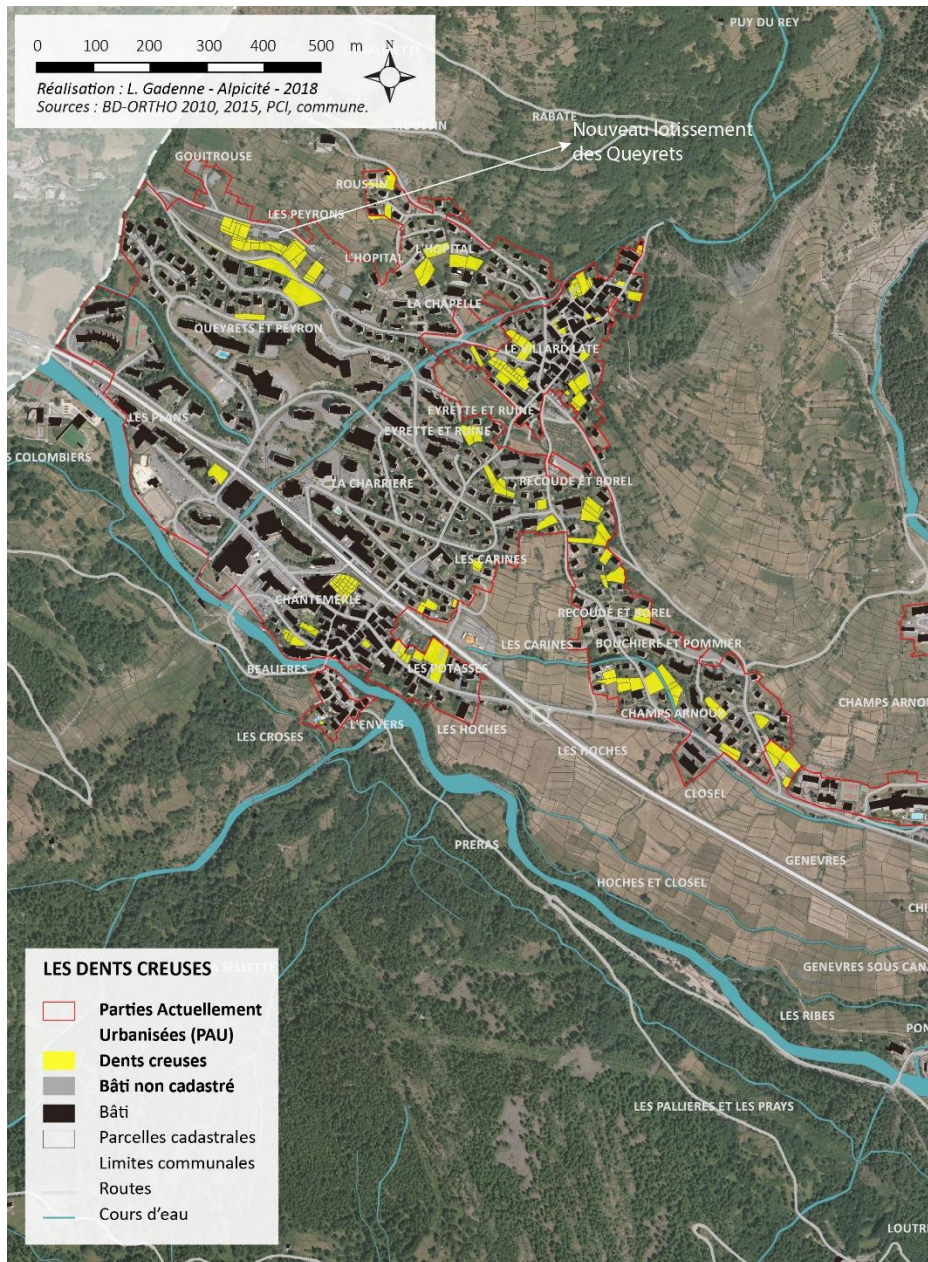 PUY DU REY
0 100 200 300 400 500 m N
Réalisation : L. Gadenne - Alpicité - 2018
Sources : BD-ORTHO 2010, 2015, PCI, commune.
RABATE
ROUSSIN
Nouveau lotissement
des Queyrets
GOUITROUSE
ROUSSIN
LES PEYRONS
L'HOPITAL
L'HOPITAL
LA CHAPELLE
QUEYRETS ET PEYRON
LE VILLARD LATE
EYRETTE ET RUINE
LES PLANS
EYRETTE ET RUINE
S COLOMBIERS
LA CHARRIERE
RECOUDE ET BOREL
LES CARINES
CHANTEMERLE
RECOUDE ET BOREL
LES CARINES
BOUCHIERE ET POMMIER
BEALIERES
LES POTASSES
CHAMPS ARNOU
CHAMPS ARNOUX
L'ENVERS
LES HOCHES
LES CROSES
LES HOCHES
CLOSEL
PRERAS
GENEVRES
HOCHES ET CLOSEL
CHI
LES DENTS CREUSES
A SELLETTE
GENEVRES SOUS CANA
Parties Actuellement
Urbanisées (PAU)
LES RIBES
Dents creuses
PON
Bâti non cadastré
Bâti
LES PALLIERES ET LES PRAYS
Parcelles cadastrales
Limites communales
Routes
Cours d'eau
LOUTRE